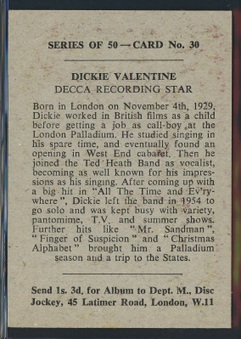 SERIES OF 50 — CARD No. 30
DICKIE VALENTINE
DECCA RECORDING STAR
Born in London on November 4th, 1929,
Dickie worked in British films as a child
before getting a job as call-boy at the
London Palladium. He studied singing in
his spare time, and eventually found an
opening in West End cabaret. Then he
joined the Ted Heath Band as vocalist,
becoming as well known for his impres-
sions as his singing. After coming up with
a big hit in "All The Time and Ev'ry-
where", Dickie left the band in 1954 to
go solo and was kept busy with variety,
pantomime, T.V. and summer shows.
Further hits like "Mr. Sandman",
"Finger of Suspicion" and "Christmas
Alphabet" brought him a Palladium
season and a trip to the States.
Send 1s. 3d. for Album to Dept. M., Disc
Jockey, 45 Latimer Road, London, W.11